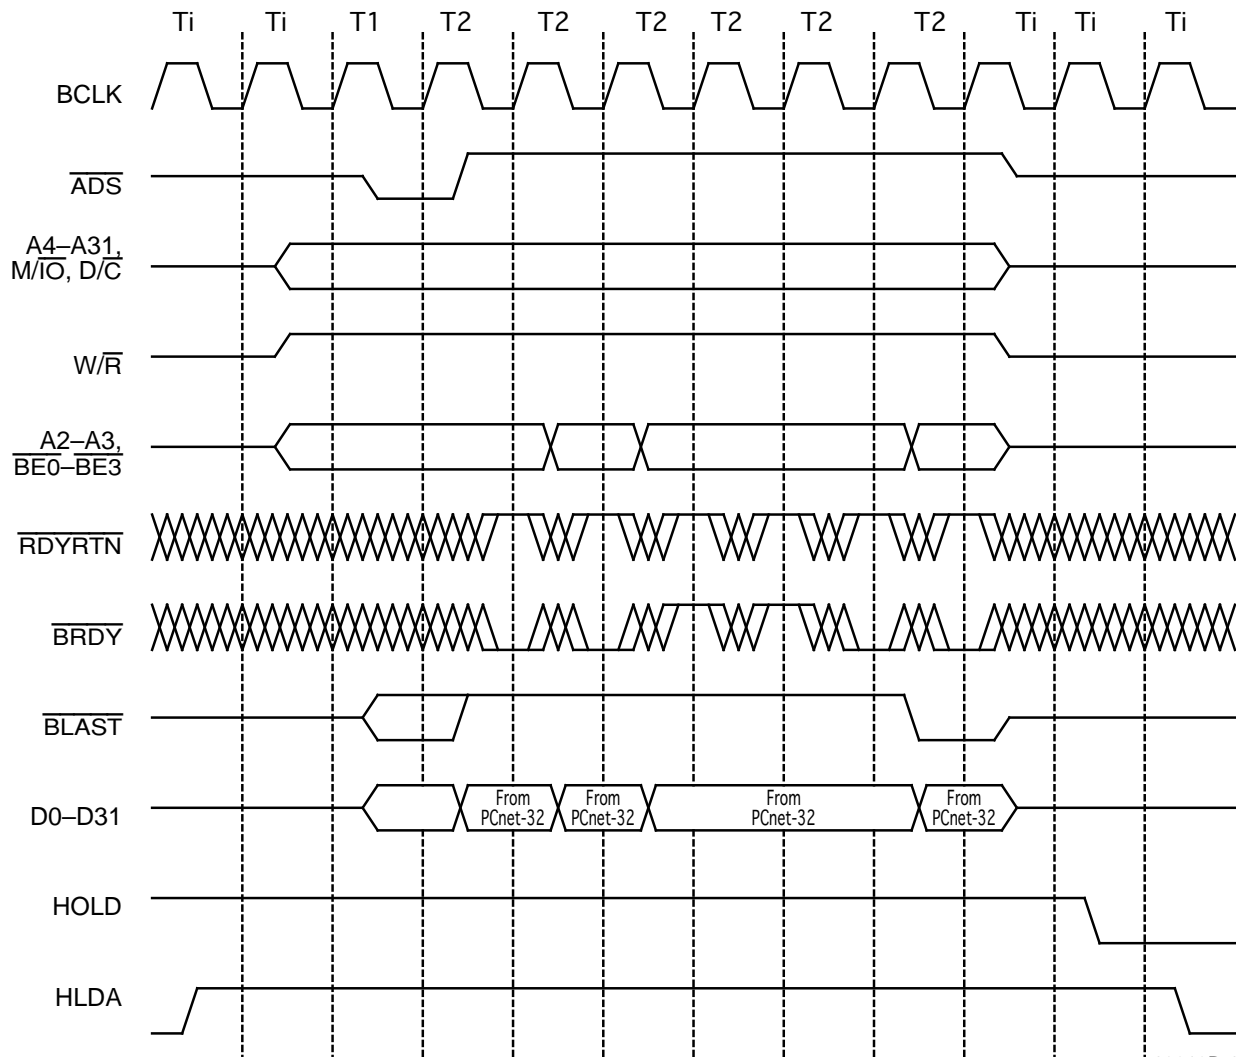 Ti Ti T1 T2 T2 T2 T2 T2 T2 Ti Ti Ti
BCLK
ADS
A4–A31,
M/IO, D/C
W/R
A2–A3,
BE0–BE3
RDYRTN
BRDY
BLAST
D0–D31
From PCnet-32
From PCnet-32
From PCnet-32
From PCnet-32
HOLD
HLDA